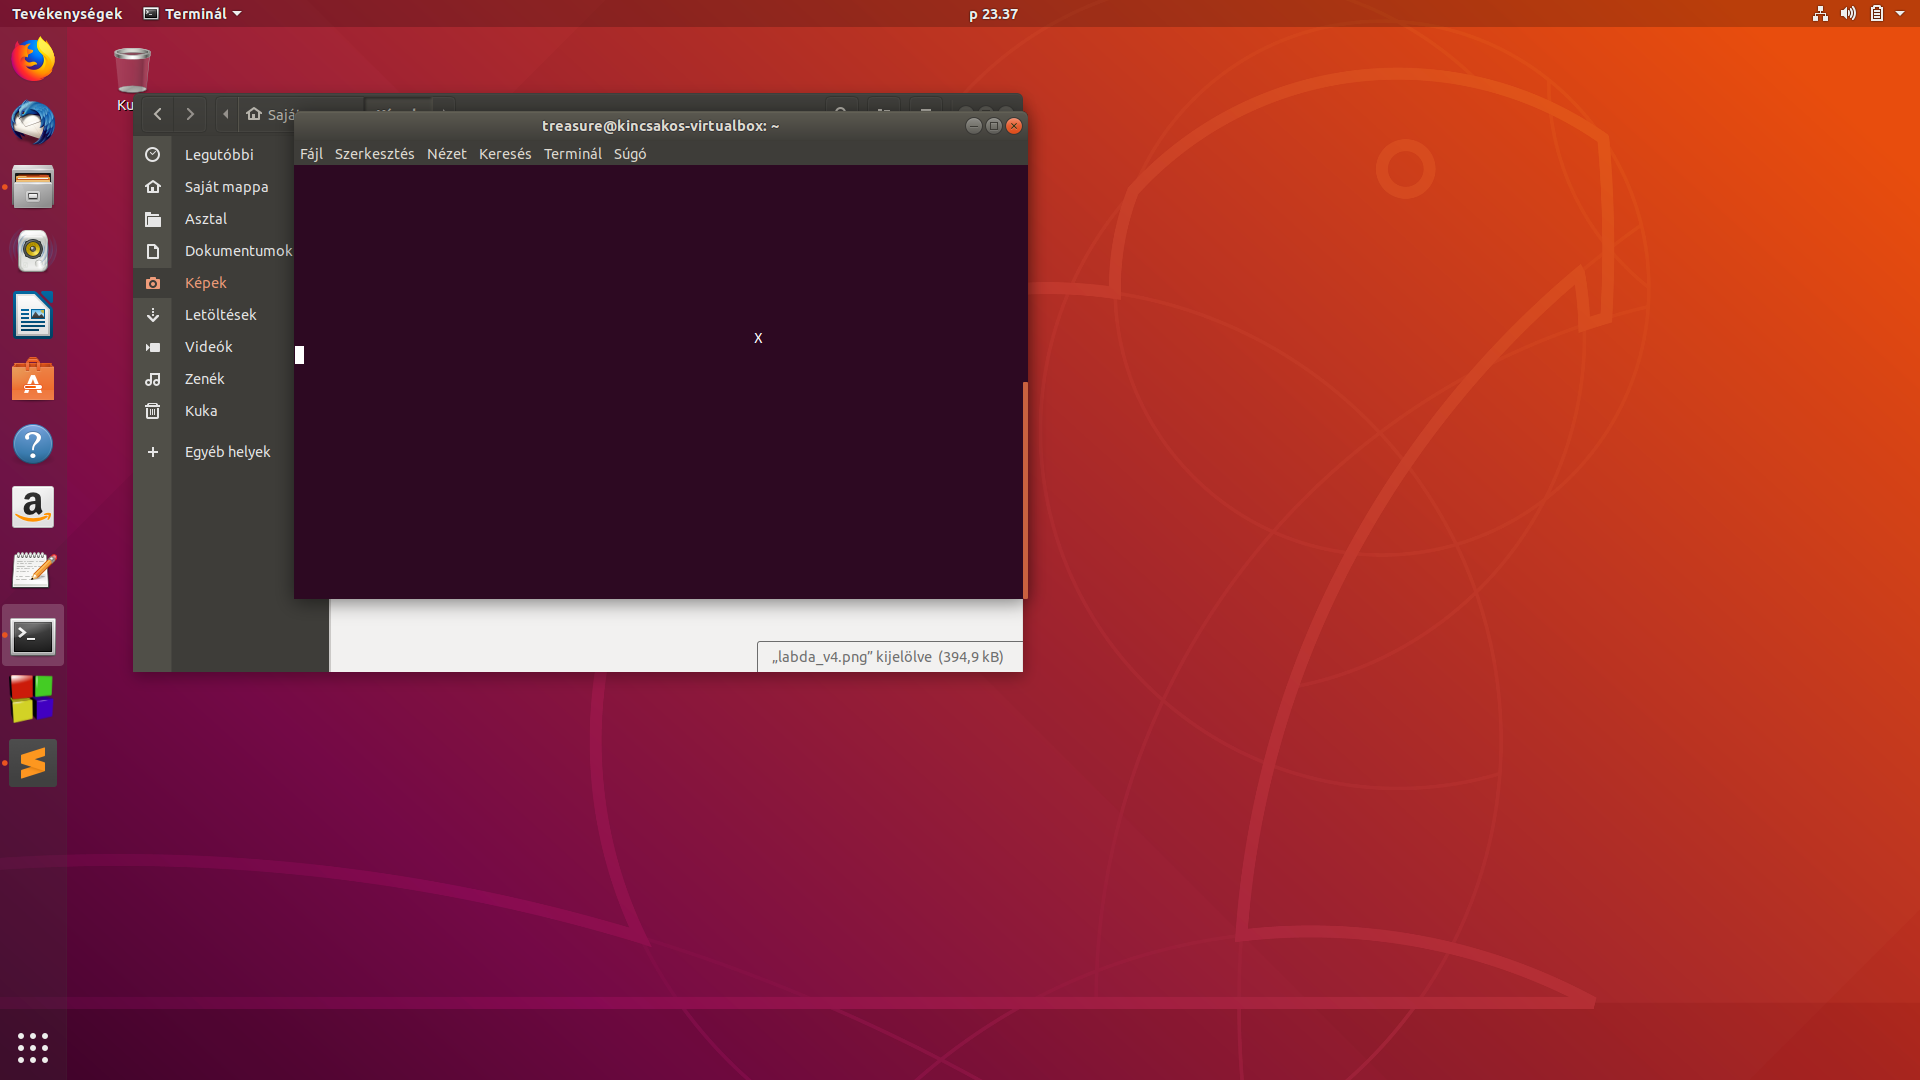 Tevékenységek Terminál p 23.37
Ku
Saját
treasure@kincsakos-virtualbox: ~
Fájl Szerkesztés Nézet Keresés Terminál Súgó
Legutóbbi
Saját mappa
Asztal
Dokumentumok
Képek
Letöltések
Videók
Zenék
Kuka
Egyéb helyek
X
„labda_v4.png” kijelölve (394,9 kB)